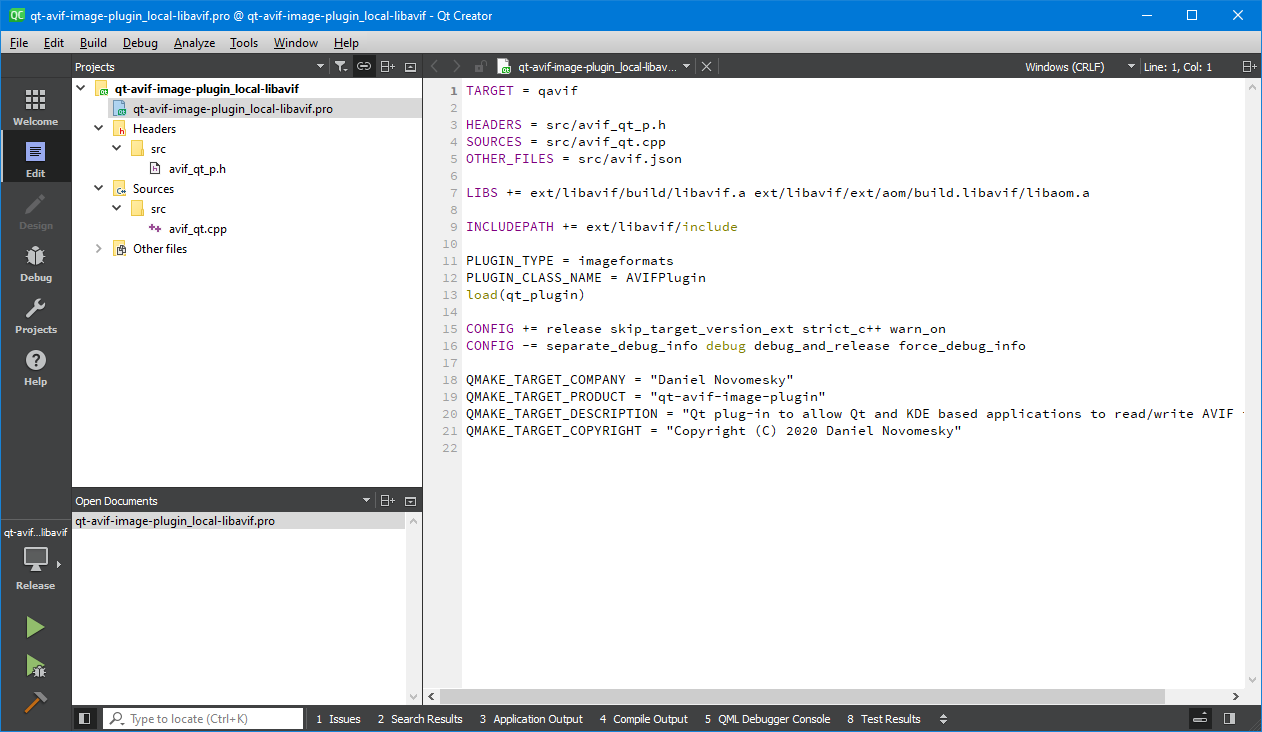 qt-avif-image-plugin_local-libavif.pro @ qt-avif-image-plugin_local-libavif - Qt Creator
File Edit Build Debug Analyze Tools Window Help
Projects
qt-avif-image-plugin_local-libav...
Windows (CRLF)
Line: 1, Col: 1
Welcome
Edit
Design
Debug
Projects
Help
qt-avif-image-plugin_local-libavif
qt-avif-image-plugin_local-libavif.pro
Headers
src
avif_qt_p.h
Sources
src
avif_qt.cpp
Other files
1 TARGET = qavif
2
3 HEADERS = src/avif_qt_p.h
4 SOURCES = src/avif_qt.cpp
5 OTHER_FILES = src/avif.json
6
7 LIBS += ext/libavif/build/libavif.a ext/libavif/ext/aom/build.libavif/libaom.a
8
9 INCLUDEPATH += ext/libavif/include
10
11 PLUGIN_TYPE = imageformats
12 PLUGIN_CLASS_NAME = AVIFPlugin
13 load(qt_plugin)
14
15 CONFIG += release skip_target_version_ext strict_c++ warn_on
16 CONFIG -= separate_debug_info debug debug_and_release force_debug_info
17
18 QMAKE_TARGET_COMPANY = "Daniel Novomesky"
19 QMAKE_TARGET_PRODUCT = "qt-avif-image-plugin"
20 QMAKE_TARGET_DESCRIPTION = "Qt plug-in to allow Qt and KDE based applications to read/write AVIF
21 QMAKE_TARGET_COPYRIGHT = "Copyright (C) 2020 Daniel Novomesky"
22
Open Documents
qt-avif-image-plugin_local-libavif.pro
qt-avif...libavif
Release
Type to locate (Ctrl+K)
1 Issues 2 Search Results 3 Application Output 4 Compile Output 5 QML Debugger Console 8 Test Results